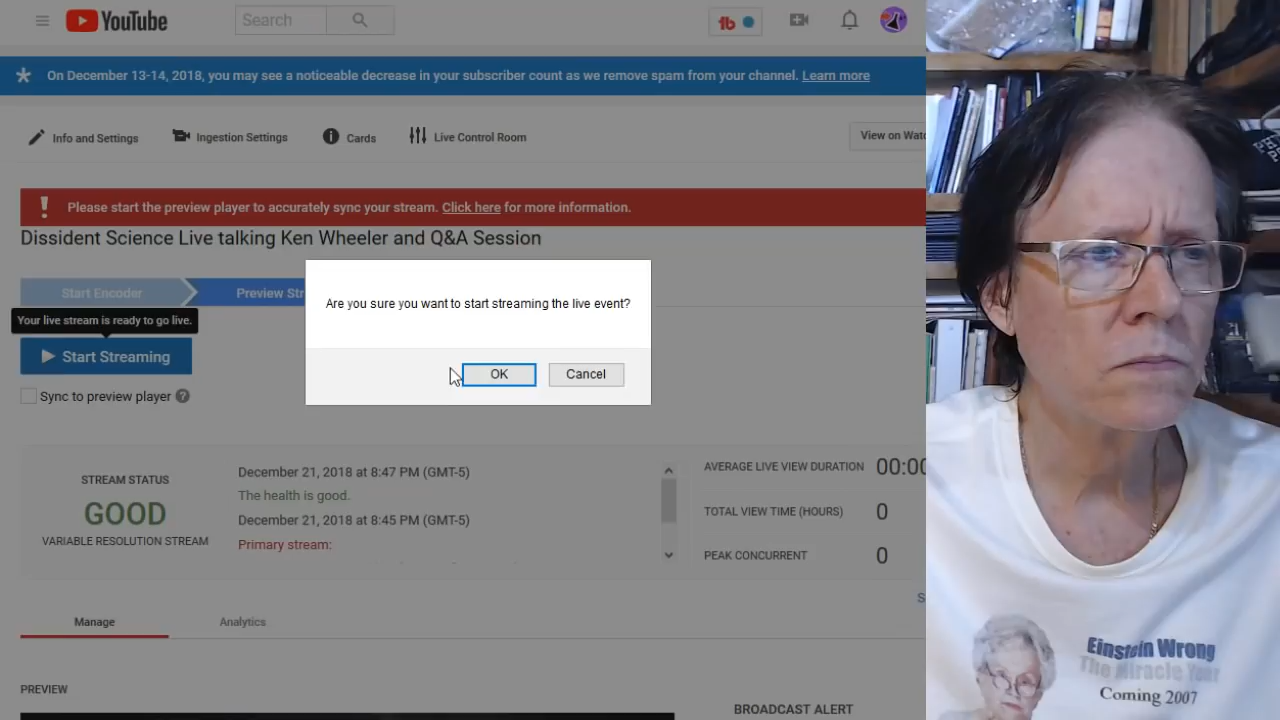 YouTube
Search
On December 13-14, 2018, you may see a noticeable decrease in your subscriber count as we remove spam from your channel. Learn more
Info and Settings
Ingestion Settings
Cards
Live Control Room
View on Wat
Please start the preview player to accurately sync your stream. Click here for more information.
Dissident Science Live talking Ken Wheeler and Q&A Session
Start Encoder
Preview Str
Are you sure you want to start streaming the live event?
Your live stream is ready to go live.
Start Streaming
OK
Cancel
Sync to preview player ?
STREAM STATUS
GOOD
VARIABLE RESOLUTION STREAM
December 21, 2018 at 8:47 PM (GMT-5)
The health is good.
December 21, 2018 at 8:45 PM (GMT-5)
Primary stream:
AVERAGE LIVE VIEW DURATION 00:00
TOTAL VIEW TIME (HOURS) 0
PEAK CONCURRENT 0
Manage
Analytics
PREVIEW
BROADCAST ALERT
Einstein Wrong
The Miracle Year
Coming 2007